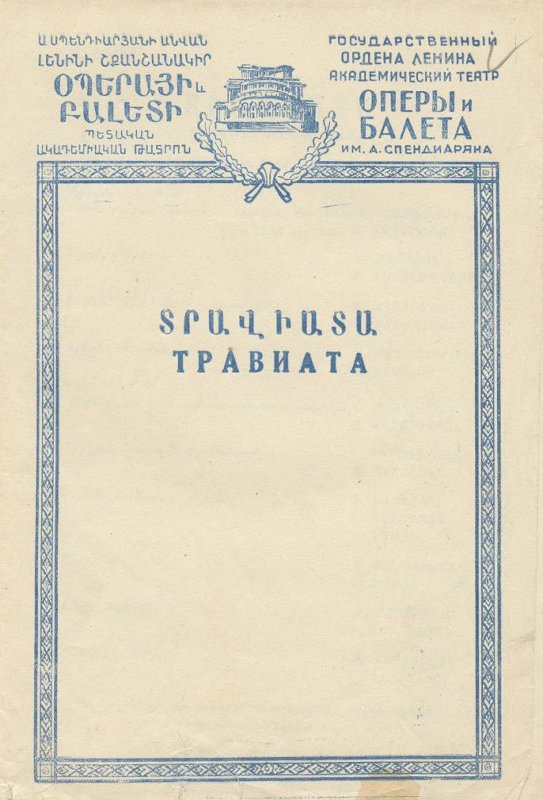 Ա ՍՊԵՆԴԻԱՐՅԱՆԻ ԱՆՎԱՆ
ԼԵՆԻՆԻ ՇՔԱՆՇԱՆԱԿԻՐ
ՕՊԵՐԱՅԻ և
ԲԱԼԵՏԻ
ՊԵՏԱԿԱՆ
ԱԿԱԴԵՄԻԱԿԱՆ ԹԱՏՐՈՆ
ГОСУДАРСТВЕННЫЙ
ОРДЕНА ЛЕНИНА
АКАДЕМИЧЕСКИЙ ТЕАТР
ОПЕРЫ и
БАЛЕТА
ИМ. А. СПЕНДИАРЯНА
ՏՐԱՎԻԱՏԱ
ТРАВИАТА